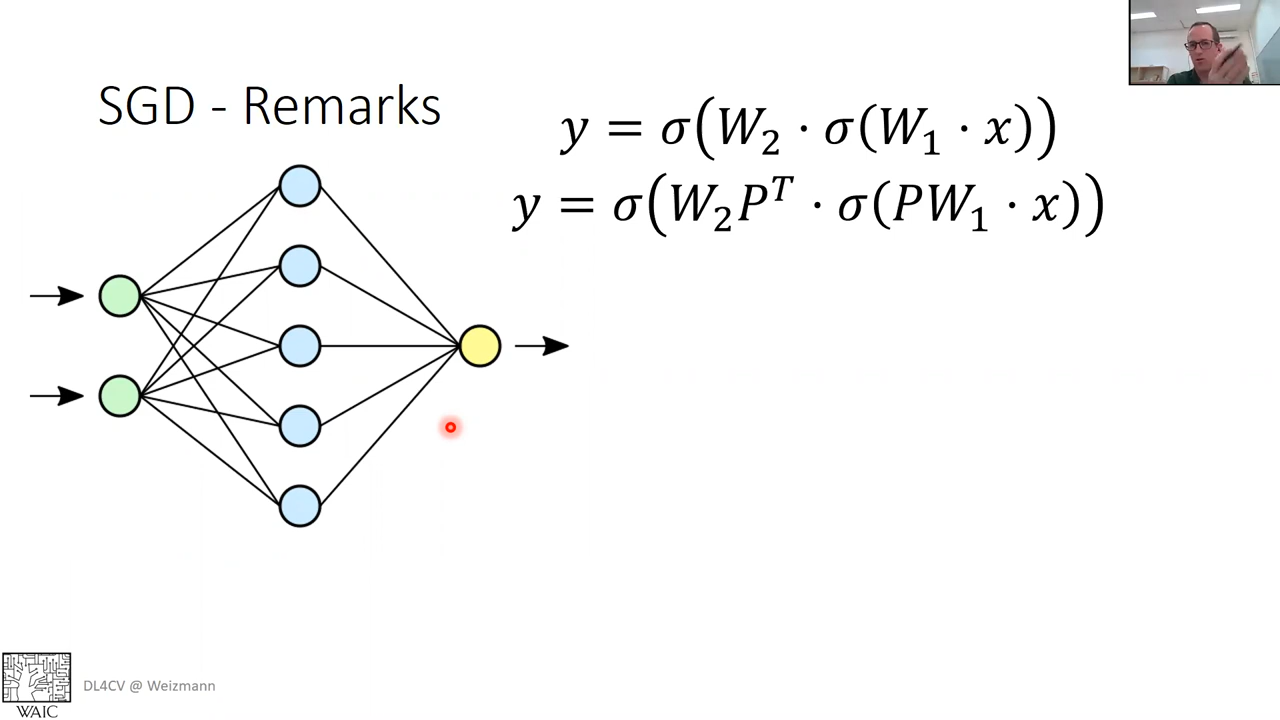 SGD - Remarks
y = σ(W₂ · σ(W₁ · x))
y = σ(W₂Pᵀ · σ(PW₁ · x))
DL4CV @ Weizmann
WAIC